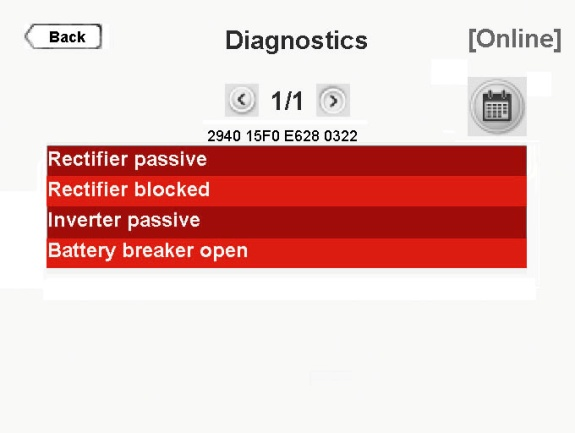 Back
Diagnostics
[Online]
1/1
2940 15F0 E628 0322
Rectifier passive
Rectifier blocked
Inverter passive
Battery breaker open